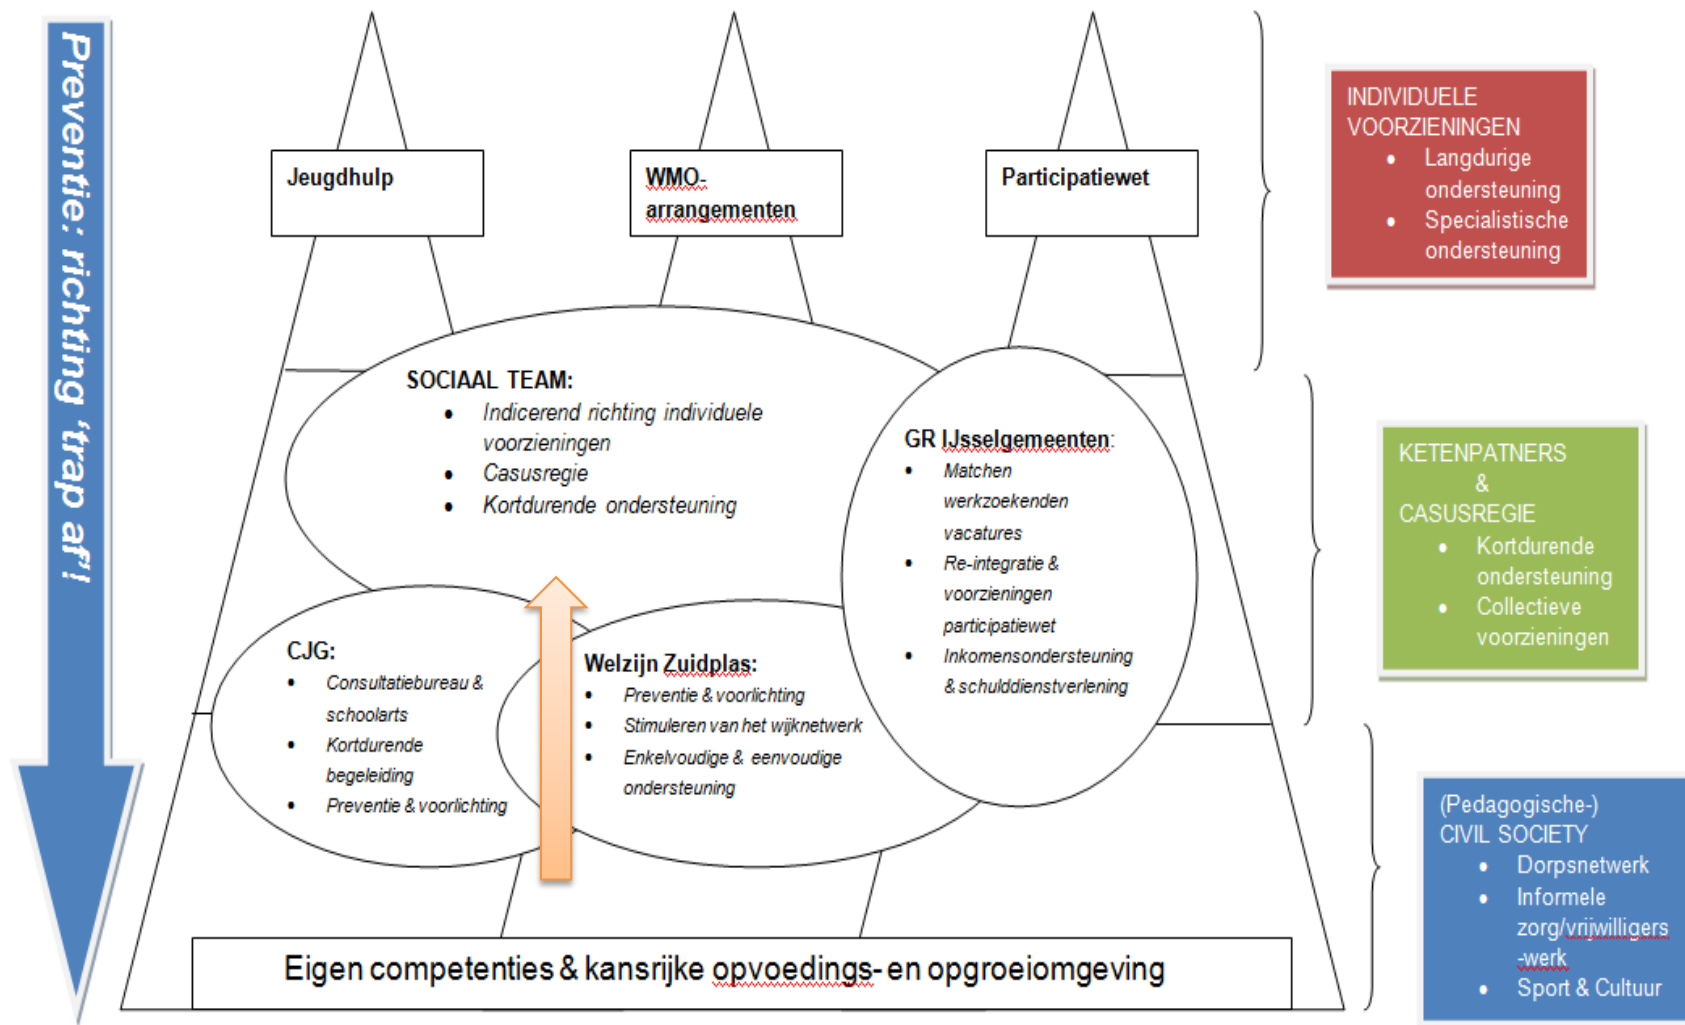 Preventie: richting ‘trap af’!
Jeugdhulp
WMO-
arrangementen
Participatiewet
SOCIAAL TEAM:
• Indicerend richting individuele
voorzieningen
• Casusregie
• Kortdurende ondersteuning
GR IJsselgemeenten:
• Matchen
werkzoekenden
vacatures
• Re-integratie &
voorzieningen
participatiewet
• Inkomensondersteuning
& schulddienstverlening
CJG:
• Consultatiebureau &
schoolarts
• Kortdurende
begeleiding
• Preventie & voorlichting
Welzijn Zuidplas:
• Preventie & voorlichting
• Stimuleren van het wijknetwerk
• Enkelvoudige & eenvoudige
ondersteuning
Eigen competenties & kansrijke opvoedings- en opgroeiomgeving
INDIVIDUELE
VOORZIENINGEN
• Langdurige
ondersteuning
• Specialistische
ondersteuning
KETENPATNERS
&
CASUSREGIE
• Kortdurende
ondersteuning
• Collectieve
voorzieningen
(Pedagogische-)
CIVIL SOCIETY
• Dorpsnetwerk
• Informele
zorg/vrijwilligers
-werk
• Sport & Cultuur